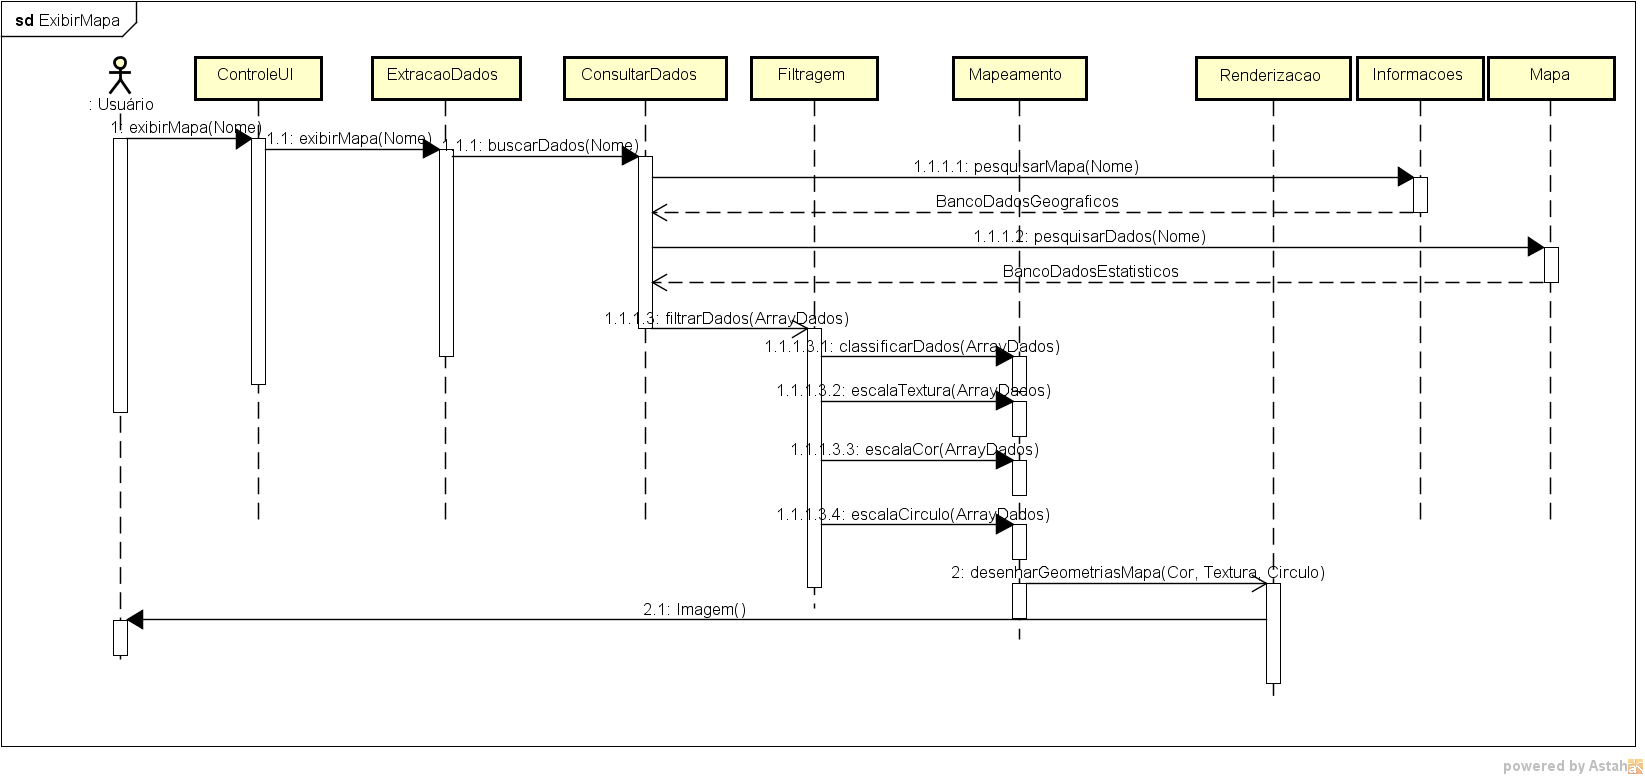 sd ExibirMapa
ControleUI
ExtracaoDados
ConsultarDados
Filtragem
Mapeamento
Renderizacao
Informacoes
Mapa
: Usuário
1: exibirMapa(Nome)
1.1: exibirMapa(Nome)
1.1.1: buscarDados(Nome)
1.1.1.1: pesquisarMapa(Nome)
BancoDadosGeograficos
1.1.1.2: pesquisarDados(Nome)
BancoDadosEstatisticos
1.1.1.3: filtrarDados(ArrayDados)
1.1.1.3.1: classificarDados(ArrayDados)
1.1.1.3.2: escalaTextura(ArrayDados)
1.1.1.3.3: escalaCor(ArrayDados)
1.1.1.3.4: escalaCirculo(ArrayDados)
2: desenharGeometriasMapa(Cor, Textura, Circulo)
2.1: Imagem()
powered by Astah